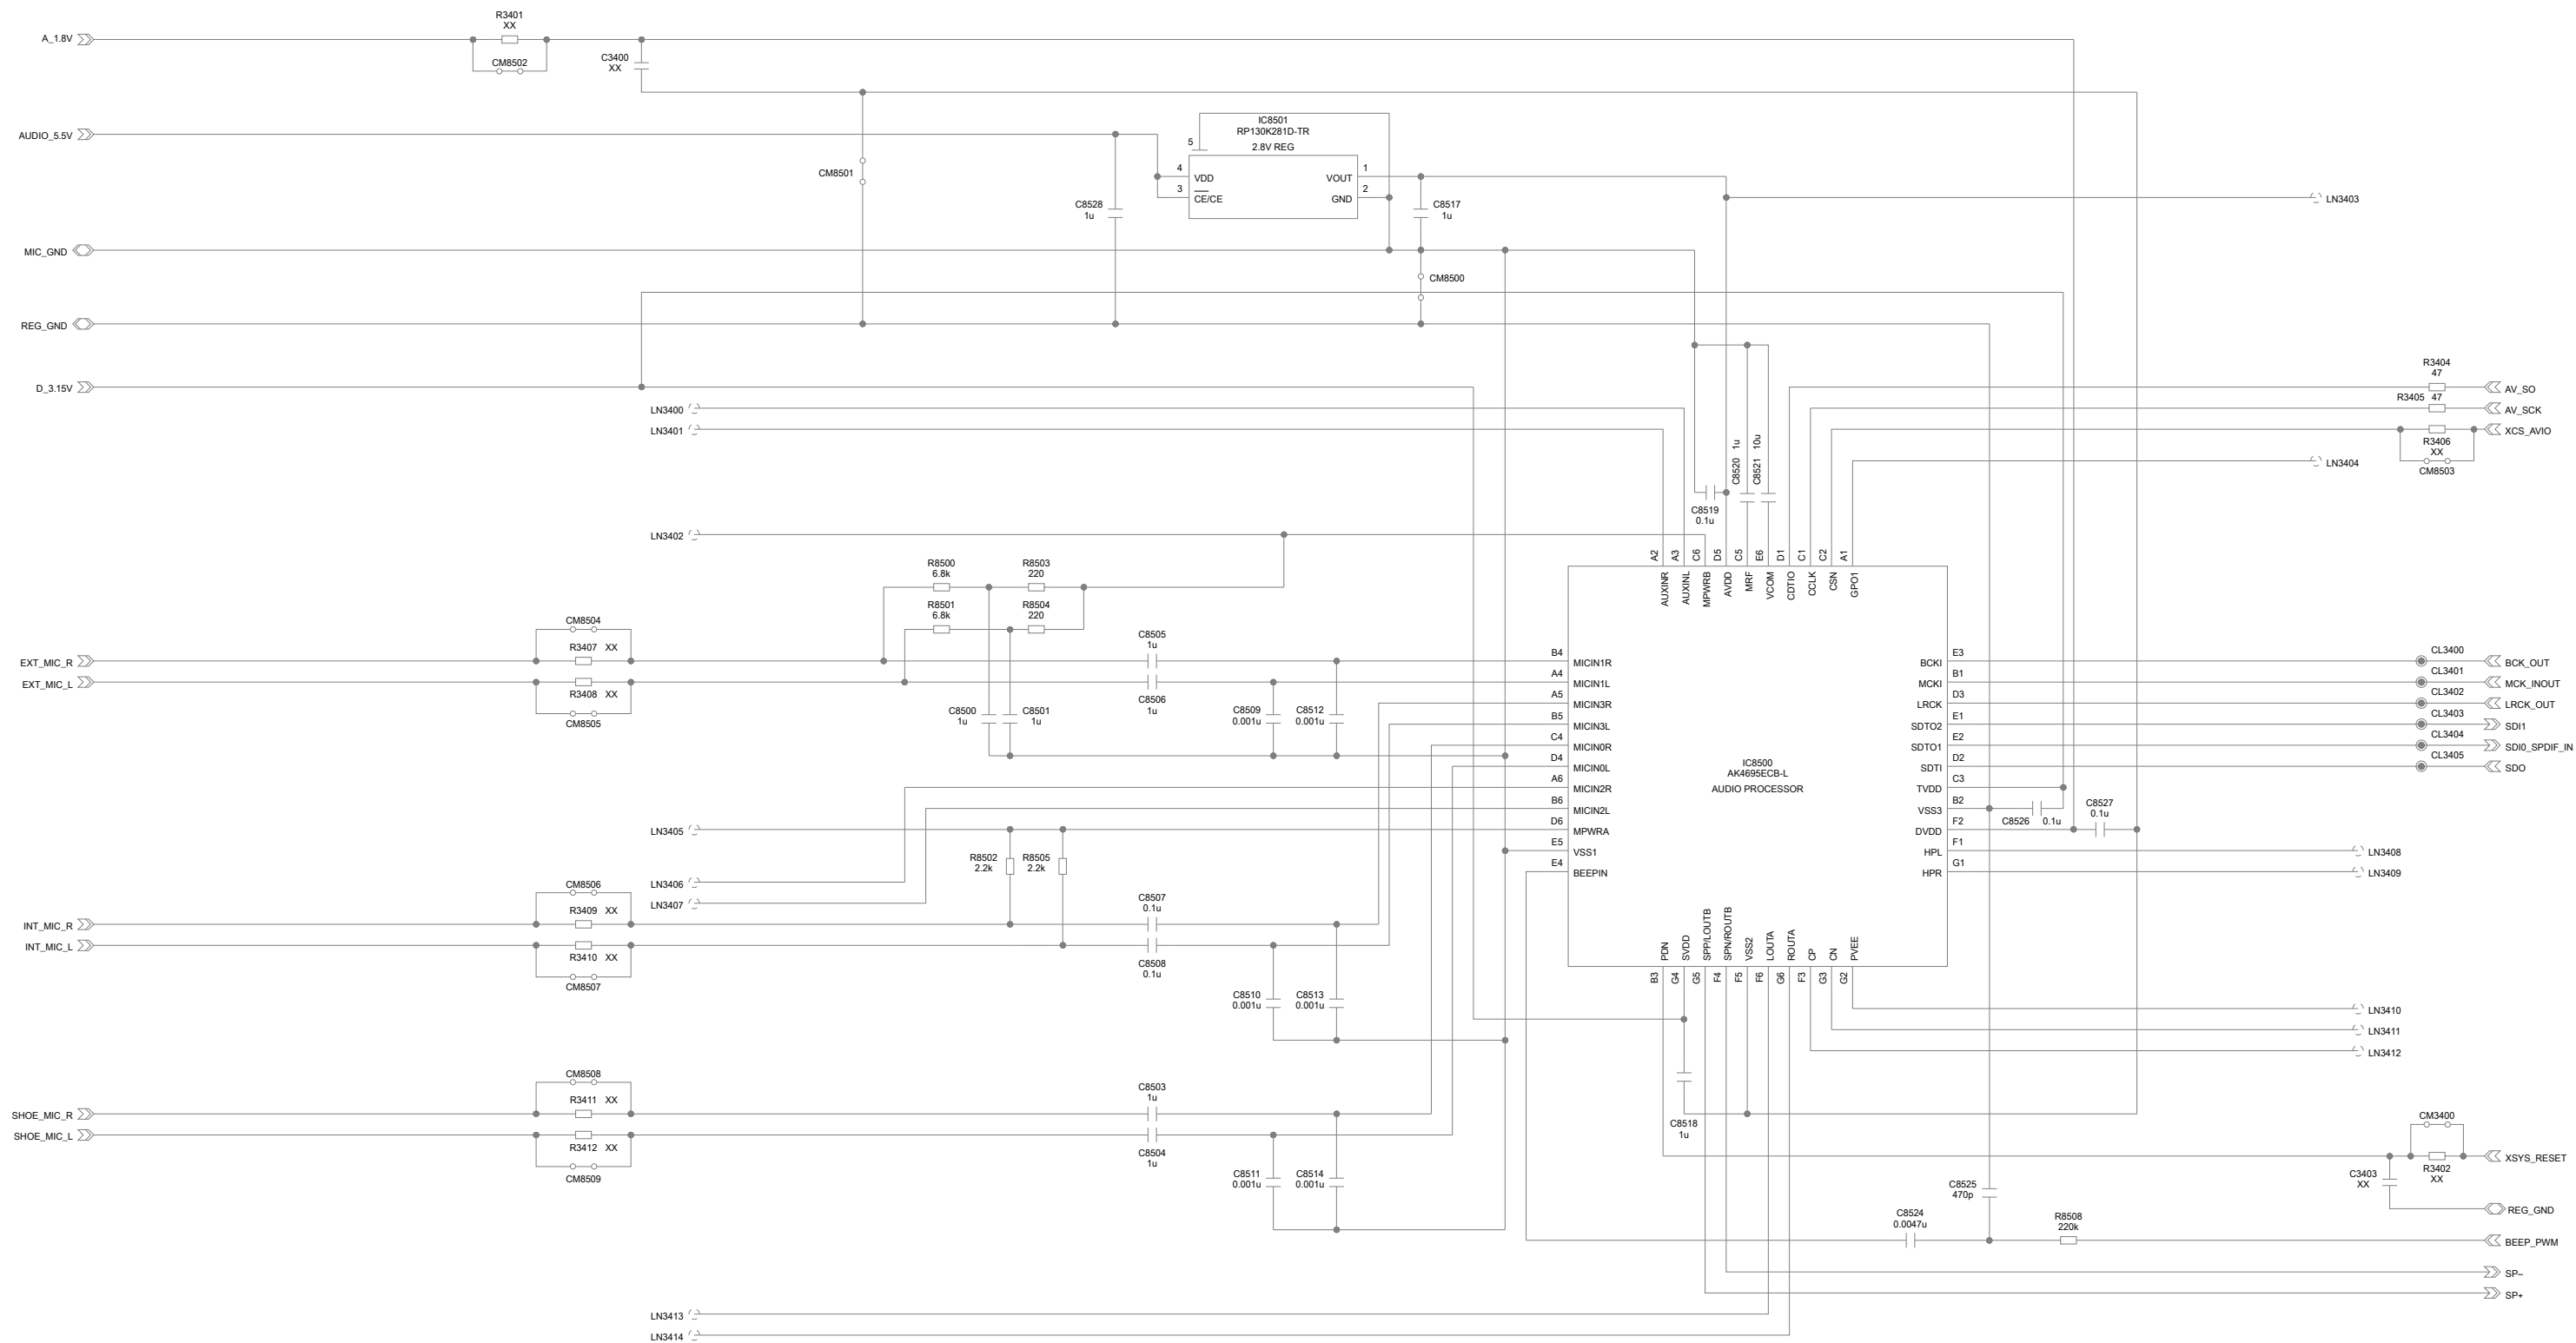 R3401
XX
A_1.8V
CM8502
C3400
XX
AUDIO_5.5V
IC8501
RP130K281D-TR
2.8V REG
5
4
VDD
VOUT
1
3
CE/CE
GND
2
CM8501
C8528
1u
C8517
1u
LN3403
MIC_GND
CM8500
REG_GND
D_3.15V
R3404
47
AV_SO
R3405 47
AV_SCK
XCS_AVIO
R3406
XX
CM8503
LN3400
LN3401
LN3404
C8520 1u
C8521 10u
C8519
0.1u
LN3402
A2
A3
C6
D5
C5
E6
D1
C1
C2
A1
AUXINR
AUXINL
MPWRB
AVDD
MRF
VCOM
CDTIO
CCLK
CSN
GPO1
R8500
6.8k
R8503
220
R8501
6.8k
R8504
220
CM8504
R3407 XX
EXT_MIC_R
EXT_MIC_L
R3408 XX
CM8505
C8505
1u
C8506
1u
C8500
1u
C8501
1u
C8509
0.001u
C8512
0.001u
B4
MICIN1R
A4
MICIN1L
A5
MICIN3R
B5
MICIN3L
C4
MICIN0R
D4
MICIN0L
A6
MICIN2R
B6
MICIN2L
D6
MPWRA
E5
VSS1
E4
BEEPIN
IC8500
AK4695ECB-L
AUDIO PROCESSOR
E3
BCKI
B1
MCKI
D3
LRCK
E1
SDTO2
E2
SDTO1
D2
SDTI
C3
TVDD
B2
VSS3
F2
DVDD
F1
HPL
G1
HPR
CL3400
BCK_OUT
CL3401
MCK_INOUT
CL3402
LRCK_OUT
CL3403
SDI1
CL3404
SDI0_SPDIF_IN
CL3405
SDO
C8526 0.1u
C8527
0.1u
LN3408
LN3409
LN3405
R8502
2.2k
R8505
2.2k
LN3406
LN3407
CM8506
R3409 XX
INT_MIC_R
INT_MIC_L
R3410 XX
CM8507
C8507
0.1u
C8508
0.1u
C8510
0.001u
C8513
0.001u
PDN
SVDD
SPP/LOUTB
SPN/ROUTB
VSS2
LOUTA
ROUTA
CP
CN
PVEE
B3
G4
G5
F4
F5
F6
G6
F3
G3
G2
LN3410
LN3411
LN3412
CM8508
R3411 XX
SHOE_MIC_R
SHOE_MIC_L
R3412 XX
CM8509
C8503
1u
C8504
1u
C8511
0.001u
C8514
0.001u
C8518
1u
CM3400
XSYS_RESET
R3402
XX
C3403
XX
REG_GND
C8525
470p
C8524
0.0047u
R8508
220k
BEEP_PWM
SP–
SP+
LN3413
LN3414